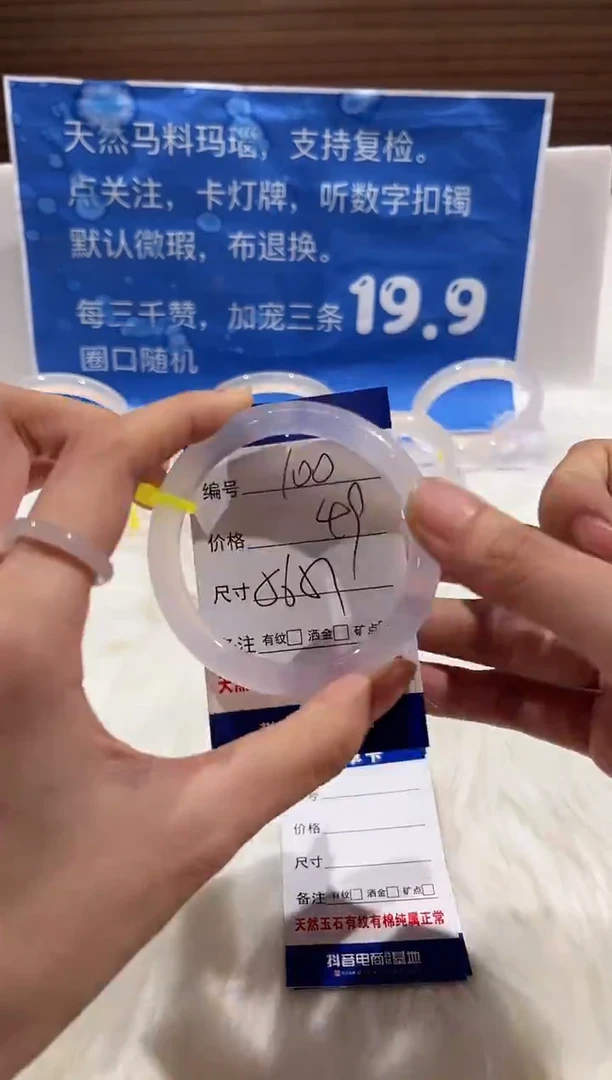 天然马料玛瑙，支持复检。
点关注，卡灯牌，听数字扣镯
默认微瑕，布退换。
每三千赞，加宠三条19.9
圈口随机
编号 100
价格 49
尺寸
备注 有纹□ 洒金□ 矿点
价格
尺寸
备注 有纹□ 洒金□ 矿点□
天然玉石有纹有棉纯属正常
抖音电商 基地